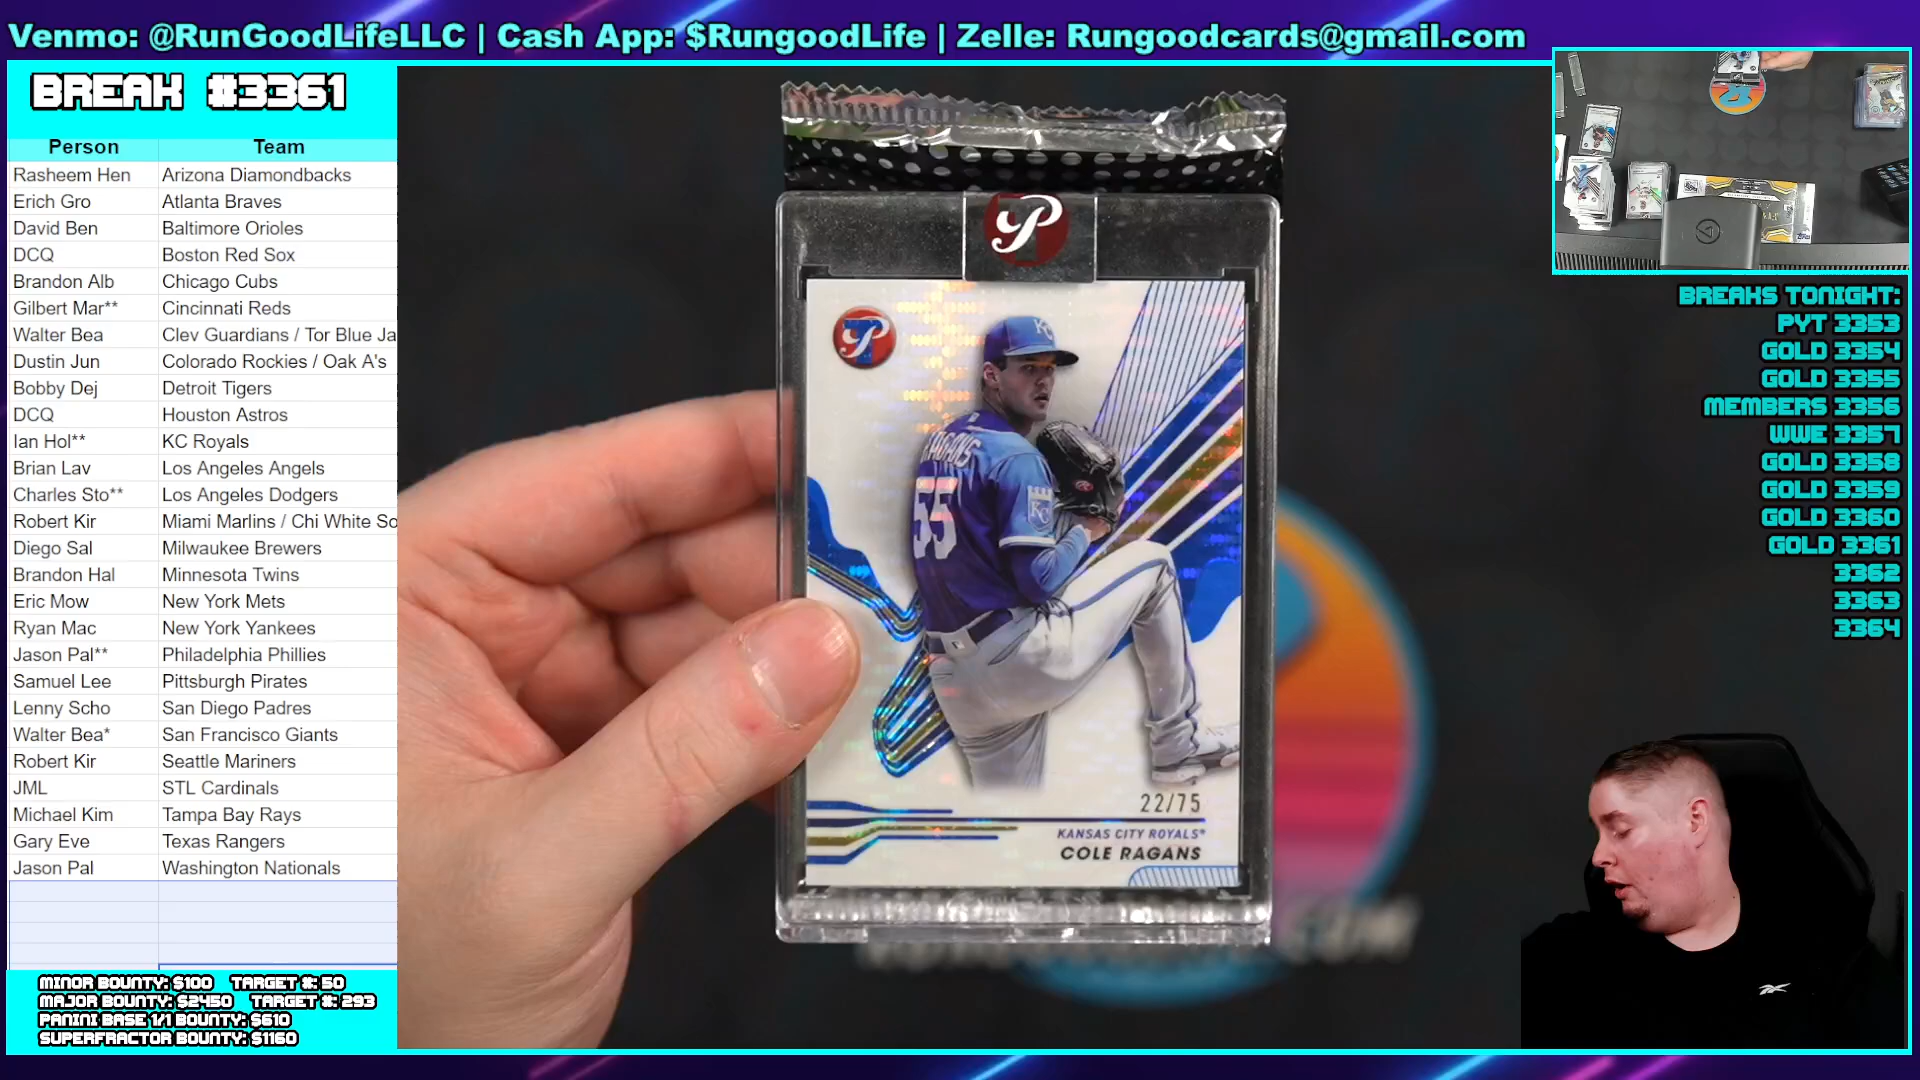 Venmo: @RunGoodLifeLLC | Cash App: $RungoodLife | Zelle: Rungoodcards@gmail.com
BREAK #3361
Person Team
Rasheem Hen Arizona Diamondbacks
Erich Gro Atlanta Braves
David Ben Baltimore Orioles
DCQ Boston Red Sox
Brandon Alb Chicago Cubs
Gilbert Mar** Cincinnati Reds
Walter Bea Clev Guardians / Tor Blue Ja
Dustin Jun Colorado Rockies / Oak A's
Bobby Dej Detroit Tigers
DCQ Houston Astros
Ian Hol** KC Royals
Brian Lav Los Angeles Angels
Charles Sto** Los Angeles Dodgers
Robert Kir Miami Marlins / Chi White So
Diego Sal Milwaukee Brewers
Brandon Hal Minnesota Twins
Eric Mow New York Mets
Ryan Mac New York Yankees
Jason Pal** Philadelphia Phillies
Samuel Lee Pittsburgh Pirates
Lenny Scho San Diego Padres
Walter Bea* San Francisco Giants
Robert Kir Seattle Mariners
JML STL Cardinals
Michael Kim Tampa Bay Rays
Gary Eve Texas Rangers
Jason Pal Washington Nationals
MINOR BOUNTY: $100 TARGET #: 50
MAJOR BOUNTY: $2450 TARGET #: 293
PANINI BASE 1/1 BOUNTY: $610
SUPERFRACTOR BOUNTY: $1160
P
P
KC
RAGANS
55
KC
22/75
KANSAS CITY ROYALS®
COLE RAGANS
.COM
BREAKS TONIGHT:
PYT 3353
GOLD 3354
GOLD 3355
MEMBERS 3356
WWE 3357
GOLD 3358
GOLD 3359
GOLD 3360
GOLD 3361
3362
3363
3364